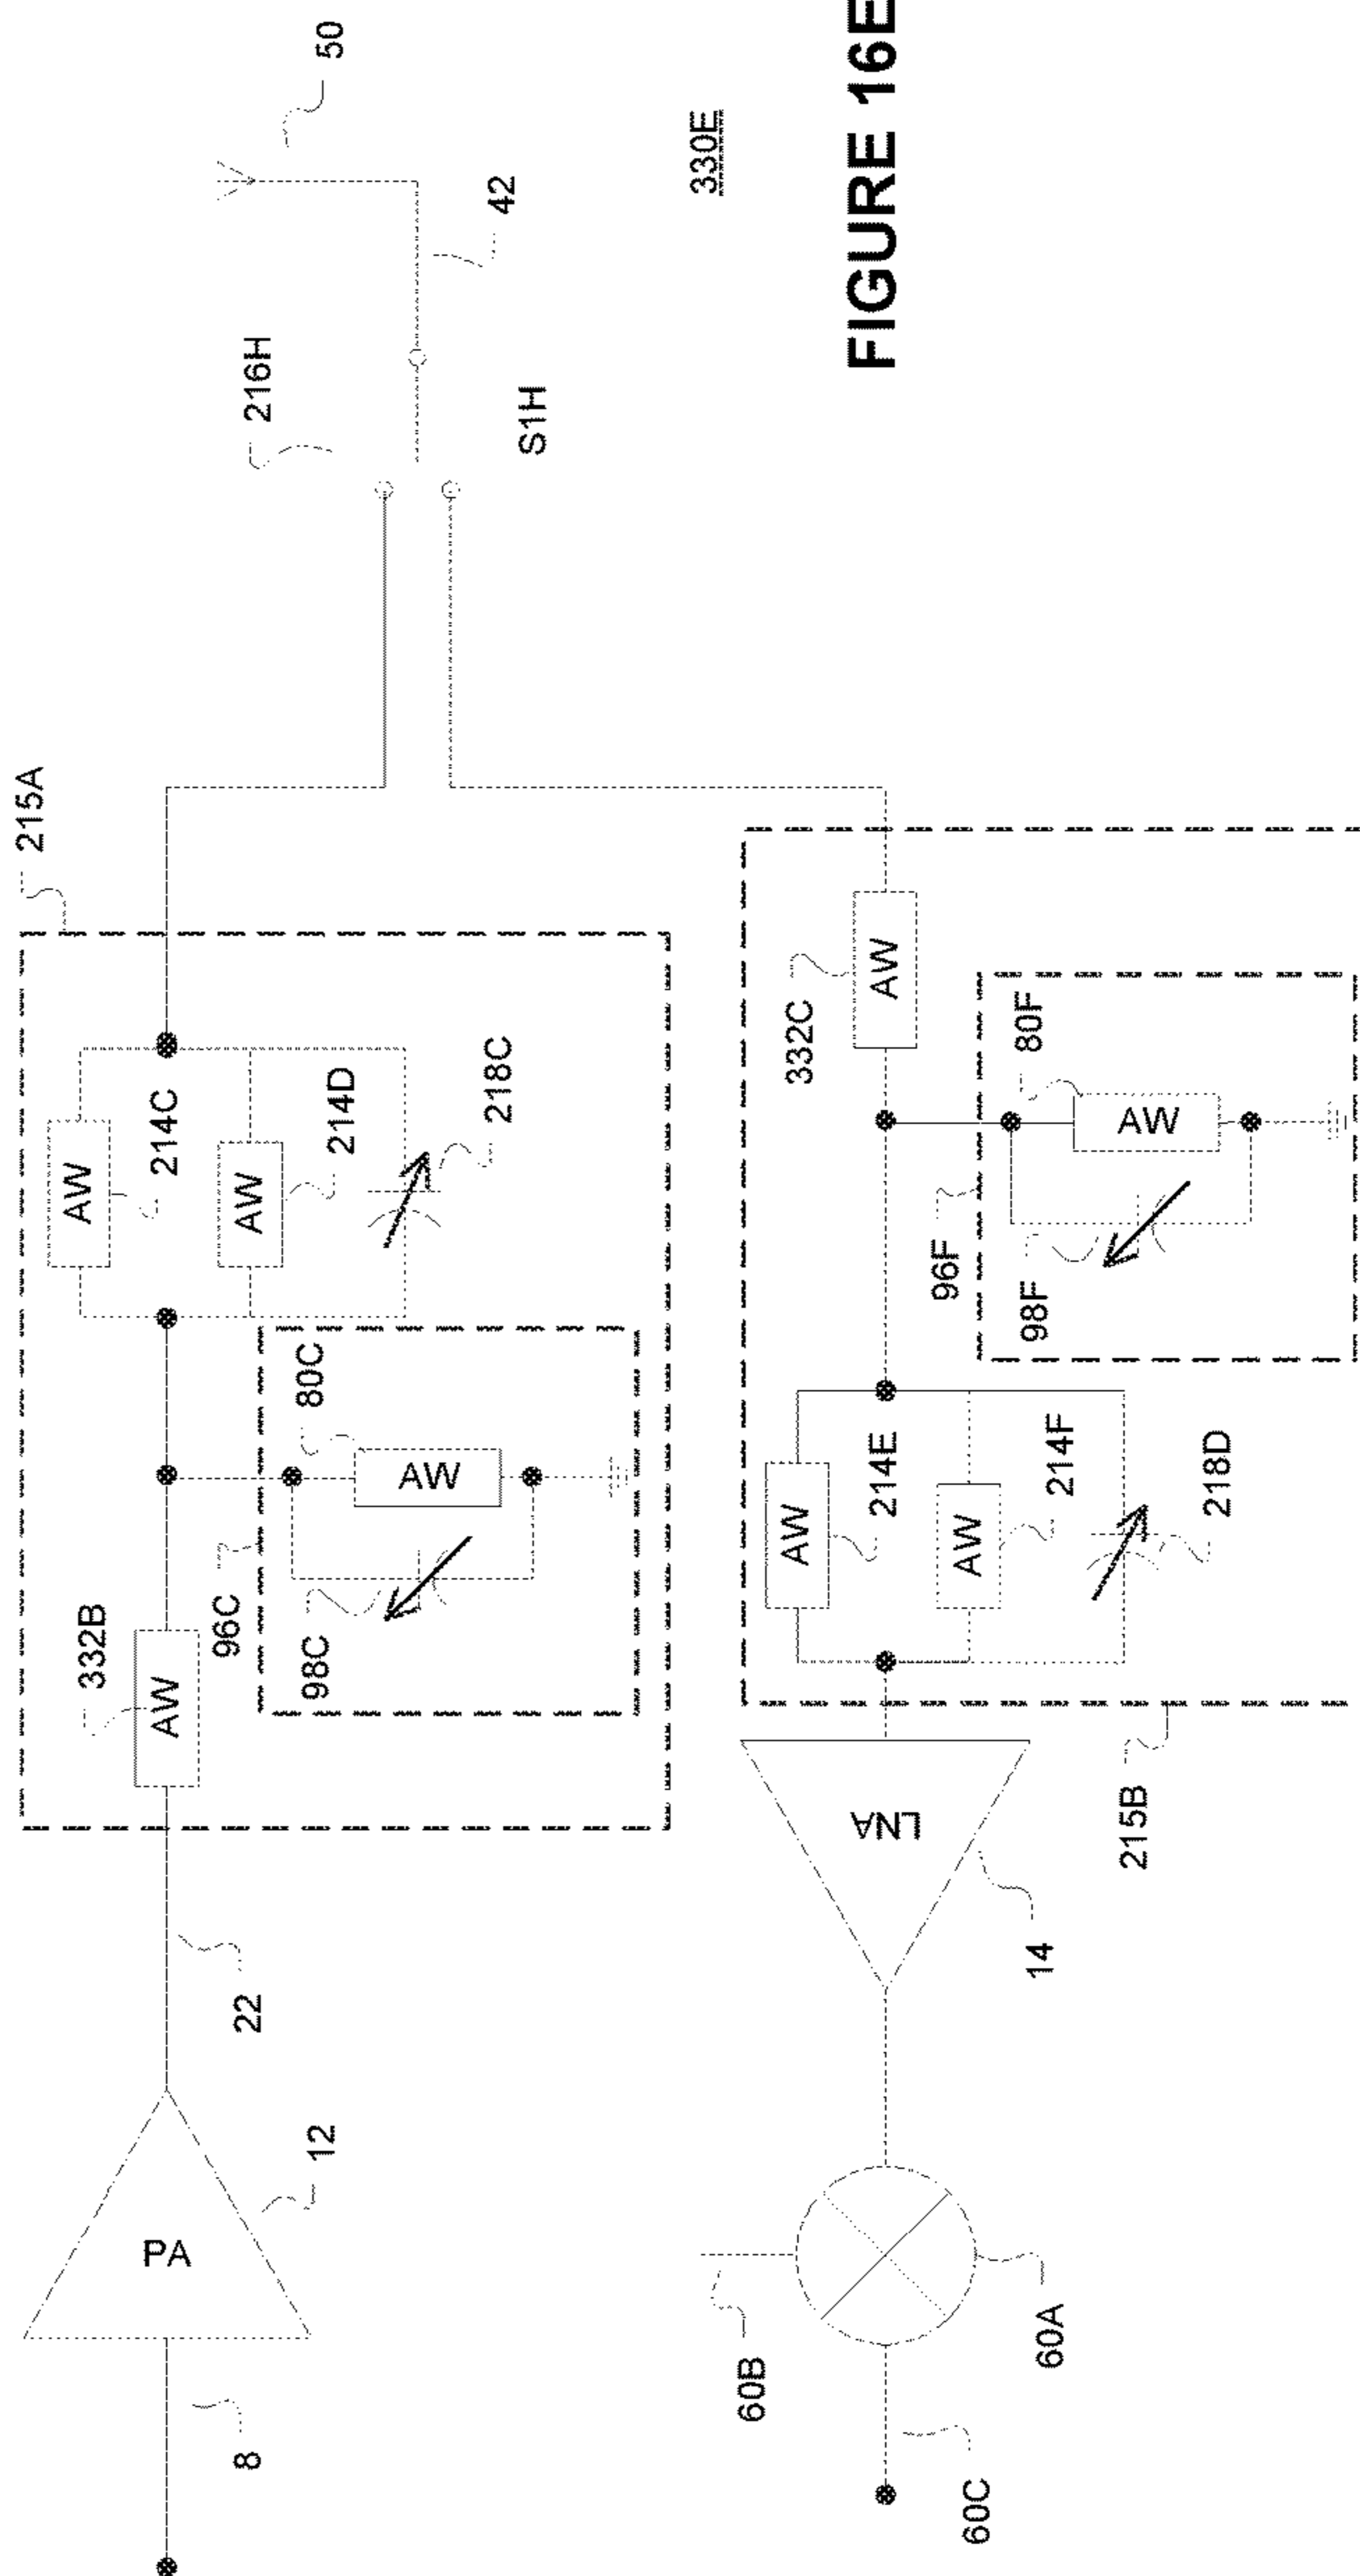 215A
50
AW
332B
AW
214C
PA
8
22
12
96C
AW
216H
214D
98C
80C
AW
42
218C
S1H
330E
60B
60C
60A
14
LNA
AW
214E
332C
AW
96F
AW
214F
98F
80F
AW
215B
218D
FIGURE 16E